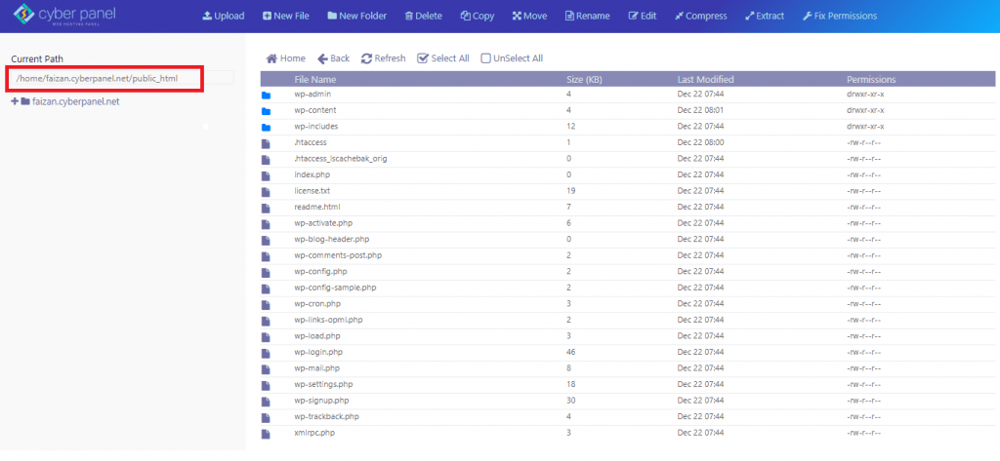 cyber panel
WEB HOSTING PANEL
Upload New File New Folder Delete Copy Move Rename Edit Compress Extract Fix Permissions
Current Path
/home/faizan.cyberpanel.net/public_html
faizan.cyberpanel.net
Home Back Refresh Select All UnSelect All
File Name Size (KB) Last Modified Permissions
wp-admin 4 Dec 22 07:44 drwxr-xr-x
wp-content 4 Dec 22 08:01 drwxr-xr-x
wp-includes 12 Dec 22 07:44 drwxr-xr-x
.htaccess 1 Dec 22 08:00 -rw-r--r--
.htaccess_lscachebak_orig 0 Dec 22 07:44 -rw-r--r--
index.php 0 Dec 22 07:44 -rw-r--r--
license.txt 19 Dec 22 07:44 -rw-r--r--
readme.html 7 Dec 22 07:44 -rw-r--r--
wp-activate.php 6 Dec 22 07:44 -rw-r--r--
wp-blog-header.php 0 Dec 22 07:44 -rw-r--r--
wp-comments-post.php 2 Dec 22 07:44 -rw-r--r--
wp-config.php 2 Dec 22 07:44 -rw-r--r--
wp-config-sample.php 2 Dec 22 07:44 -rw-r--r--
wp-cron.php 3 Dec 22 07:44 -rw-r--r--
wp-links-opml.php 2 Dec 22 07:44 -rw-r--r--
wp-load.php 3 Dec 22 07:44 -rw-r--r--
wp-login.php 46 Dec 22 07:44 -rw-r--r--
wp-mail.php 8 Dec 22 07:44 -rw-r--r--
wp-settings.php 18 Dec 22 07:44 -rw-r--r--
wp-signup.php 30 Dec 22 07:44 -rw-r--r--
wp-trackback.php 4 Dec 22 07:44 -rw-r--r--
xmlrpc.php 3 Dec 22 07:44 -rw-r--r--